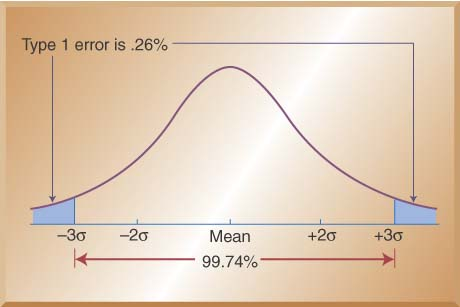 Type 1 error is .26%
–3σ –2σ Mean +2σ +3σ
99.74%